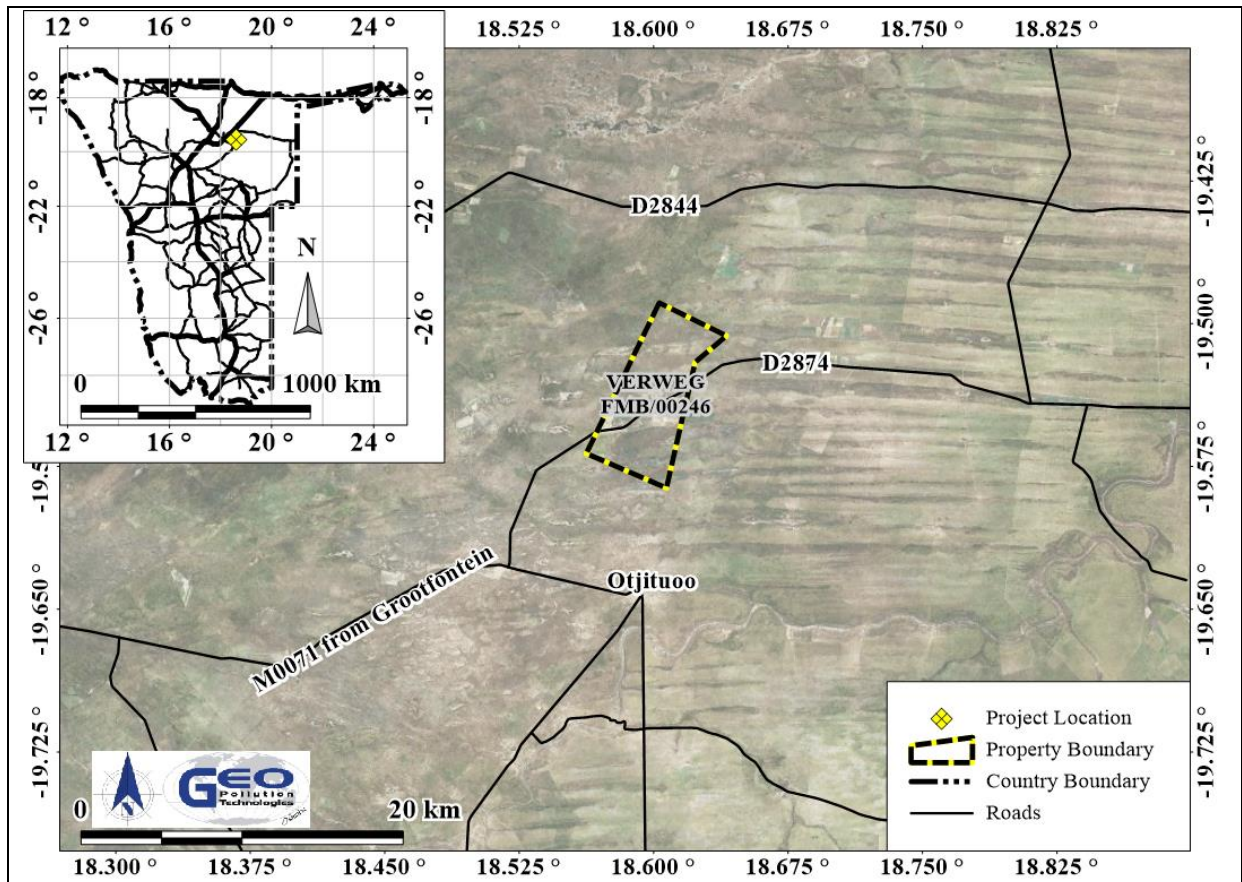 12 ° 16 ° 20 ° 24 °
18.525 ° 18.600 ° 18.675 ° 18.750 ° 18.825 °
-18 ° -18 °
-22 ° -22 °
-26 ° -26 °
N
0 1000 km
12 ° 16 ° 20 ° 24 °
D2844
-19.425 °
-19.500 °
D2874
VERWEG
FMB/00246
-19.575 °
Otjituoo
-19.650 ° -19.650 °
M0071 from Grootfontein
-19.725 ° -19.725 °
Project Location
Property Boundary
Country Boundary
Roads
N
GEO
Pollution
Technologies
0 20 km
18.300 ° 18.375 ° 18.450 ° 18.525 ° 18.600 ° 18.675 ° 18.750 ° 18.825 °